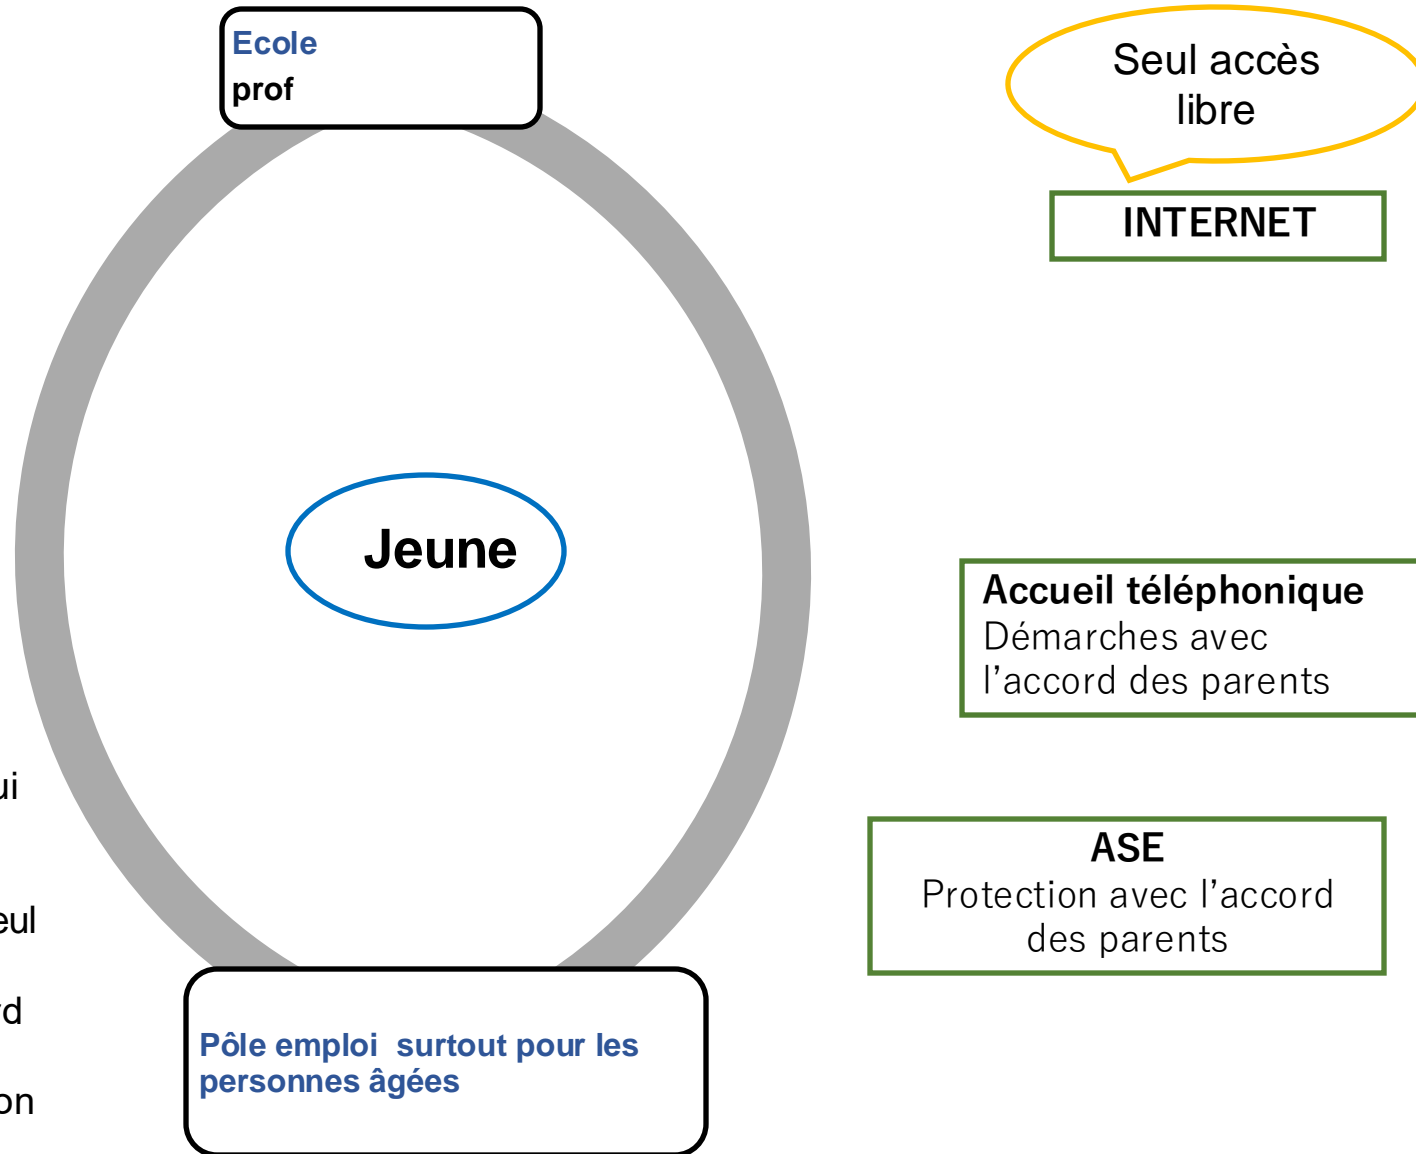 Ecole
prof
Seul accès
libre
INTERNET
Jeune
Accueil téléphonique
Démarches avec
l'accord des parents
ASE
Protection avec l'accord
des parents
Pôle emploi  surtout pour les
personnes âgées